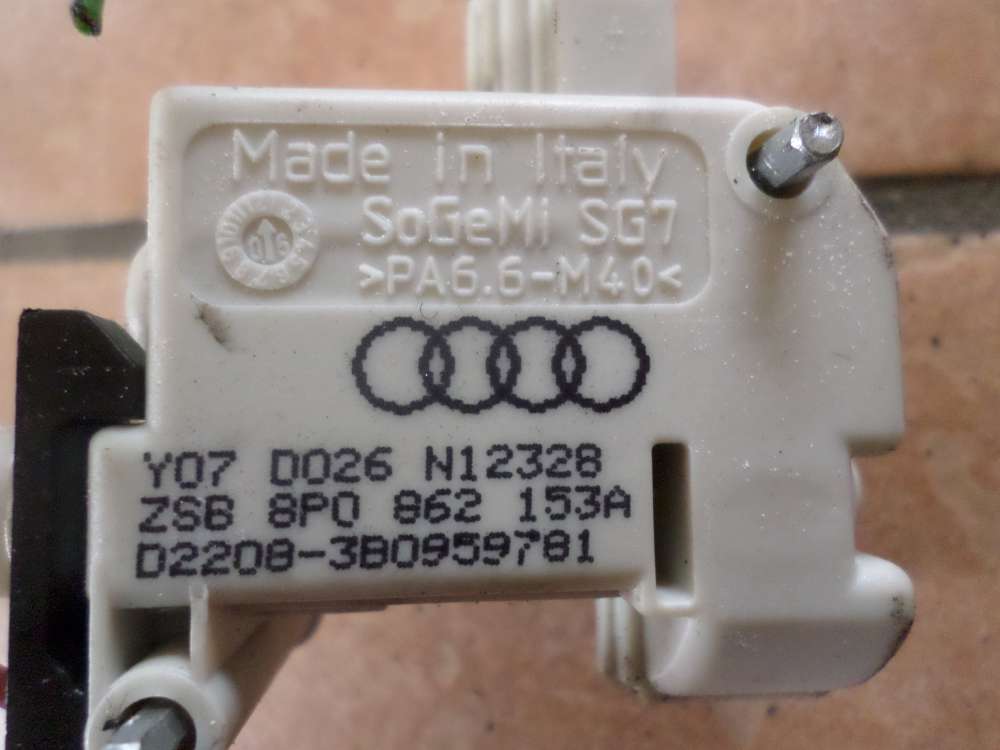 Made in Italy
SoGeMi SG7
>PA6.6-M40<
Y07 D026 N12328
ZSB 8P0 862 153A
D2208-3B0959781